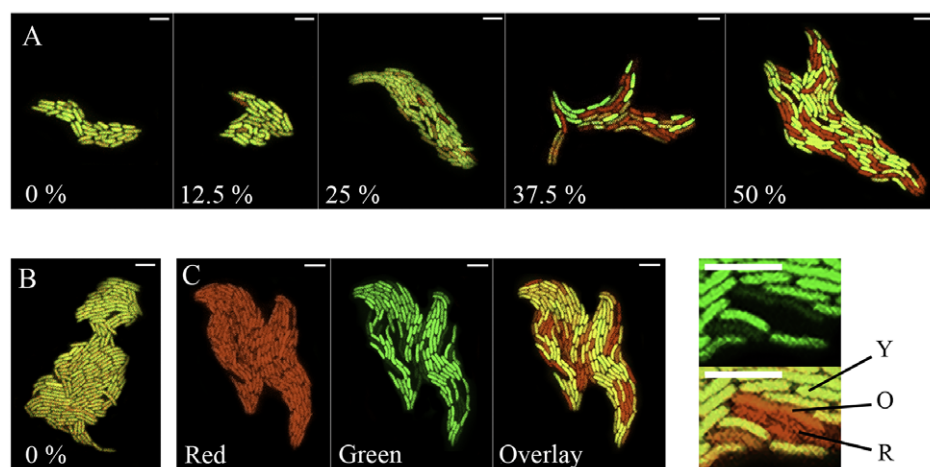 A
0 %
12.5 %
25 %
37.5 %
50 %
B
0 %
C
Red
Green
Overlay
Y
O
R